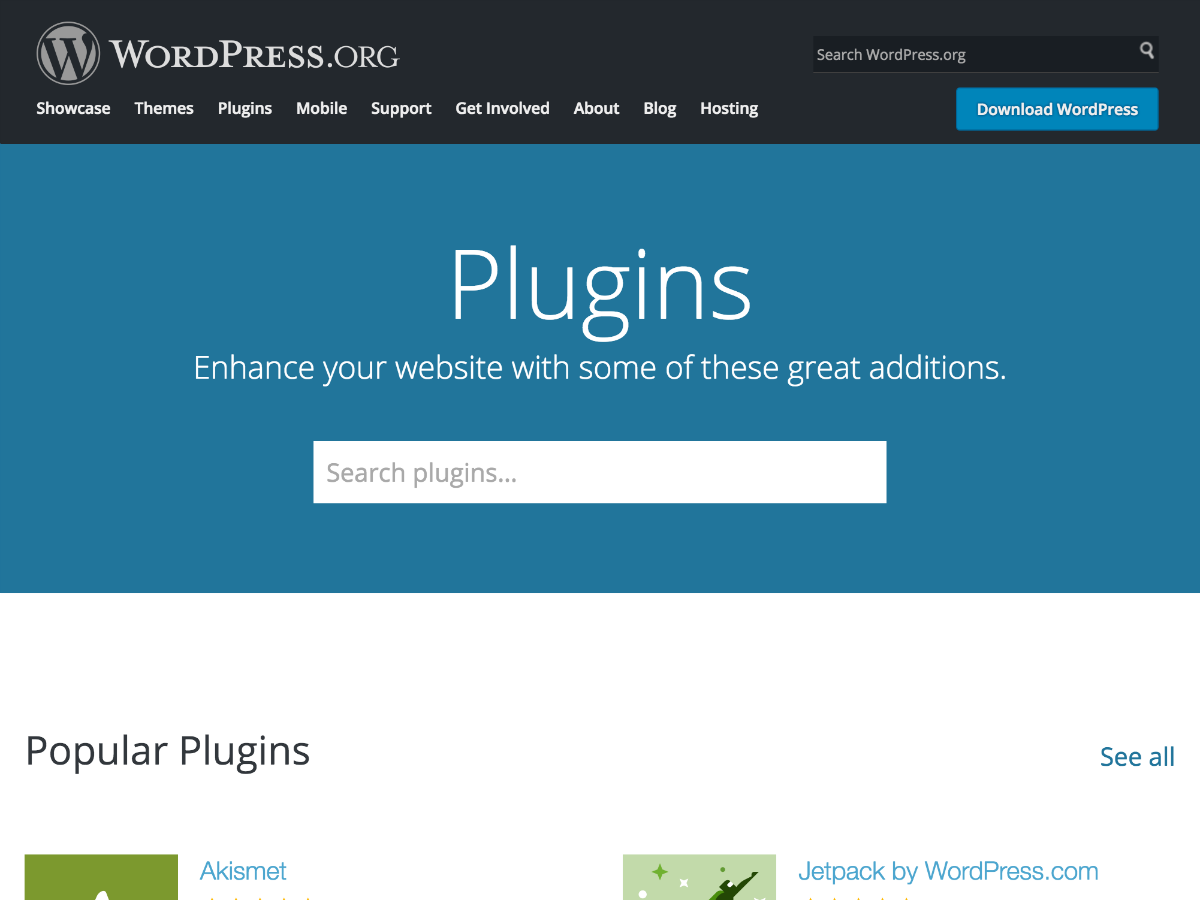 WordPress.org
Search WordPress.org
Showcase Themes Plugins Mobile Support Get Involved About Blog Hosting
Download WordPress
Plugins
Enhance your website with some of these great additions.
Search plugins...
Popular Plugins
See all
Akismet
Jetpack by WordPress.com